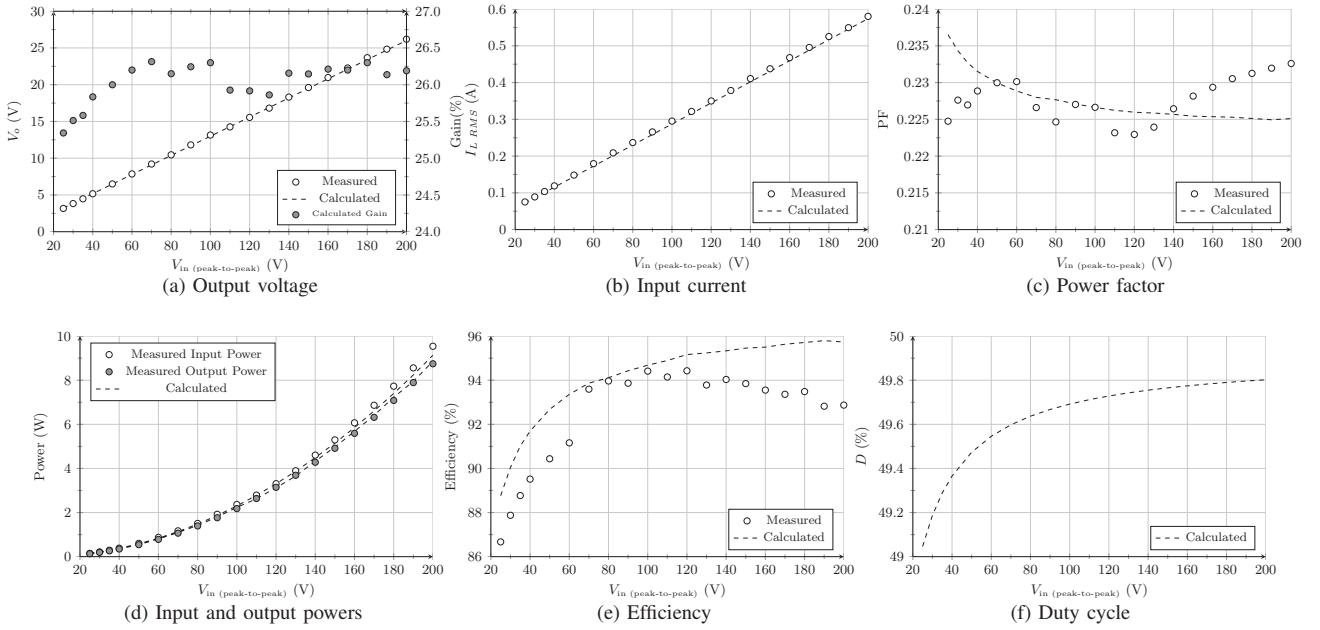 30
25
20
15
10
5
0
V_o (V)
27.0
26.5
26.0
25.5
25.0
24.5
24.0
Gain(%)
20 40 60 80 100 120 140 160 180 200
V_in (peak-to-peak) (V)
Measured
Calculated
Calculated Gain
(a) Output voltage
0.6
0.5
0.4
0.3
0.2
0.1
0
I_L RMS (A)
20 40 60 80 100 120 140 160 180 200
V_in (peak-to-peak) (V)
Measured
Calculated
(b) Input current
0.24
0.235
0.23
0.225
0.22
0.215
0.21
PF
20 40 60 80 100 120 140 160 180 200
V_in (peak-to-peak) (V)
Measured
Calculated
(c) Power factor
10
8
6
4
2
0
Power (W)
20 40 60 80 100 120 140 160 180 200
V_in (peak-to-peak) (V)
Measured Input Power
Measured Output Power
Calculated
(d) Input and output powers
96
94
92
90
88
86
Efficiency (%)
20 40 60 80 100 120 140 160 180 200
V_in (peak-to-peak) (V)
Measured
Calculated
(e) Efficiency
50
49.8
49.6
49.4
49.2
49
D (%)
20 40 60 80 100 120 140 160 180 200
V_in (peak-to-peak) (V)
Calculated
(f) Duty cycle